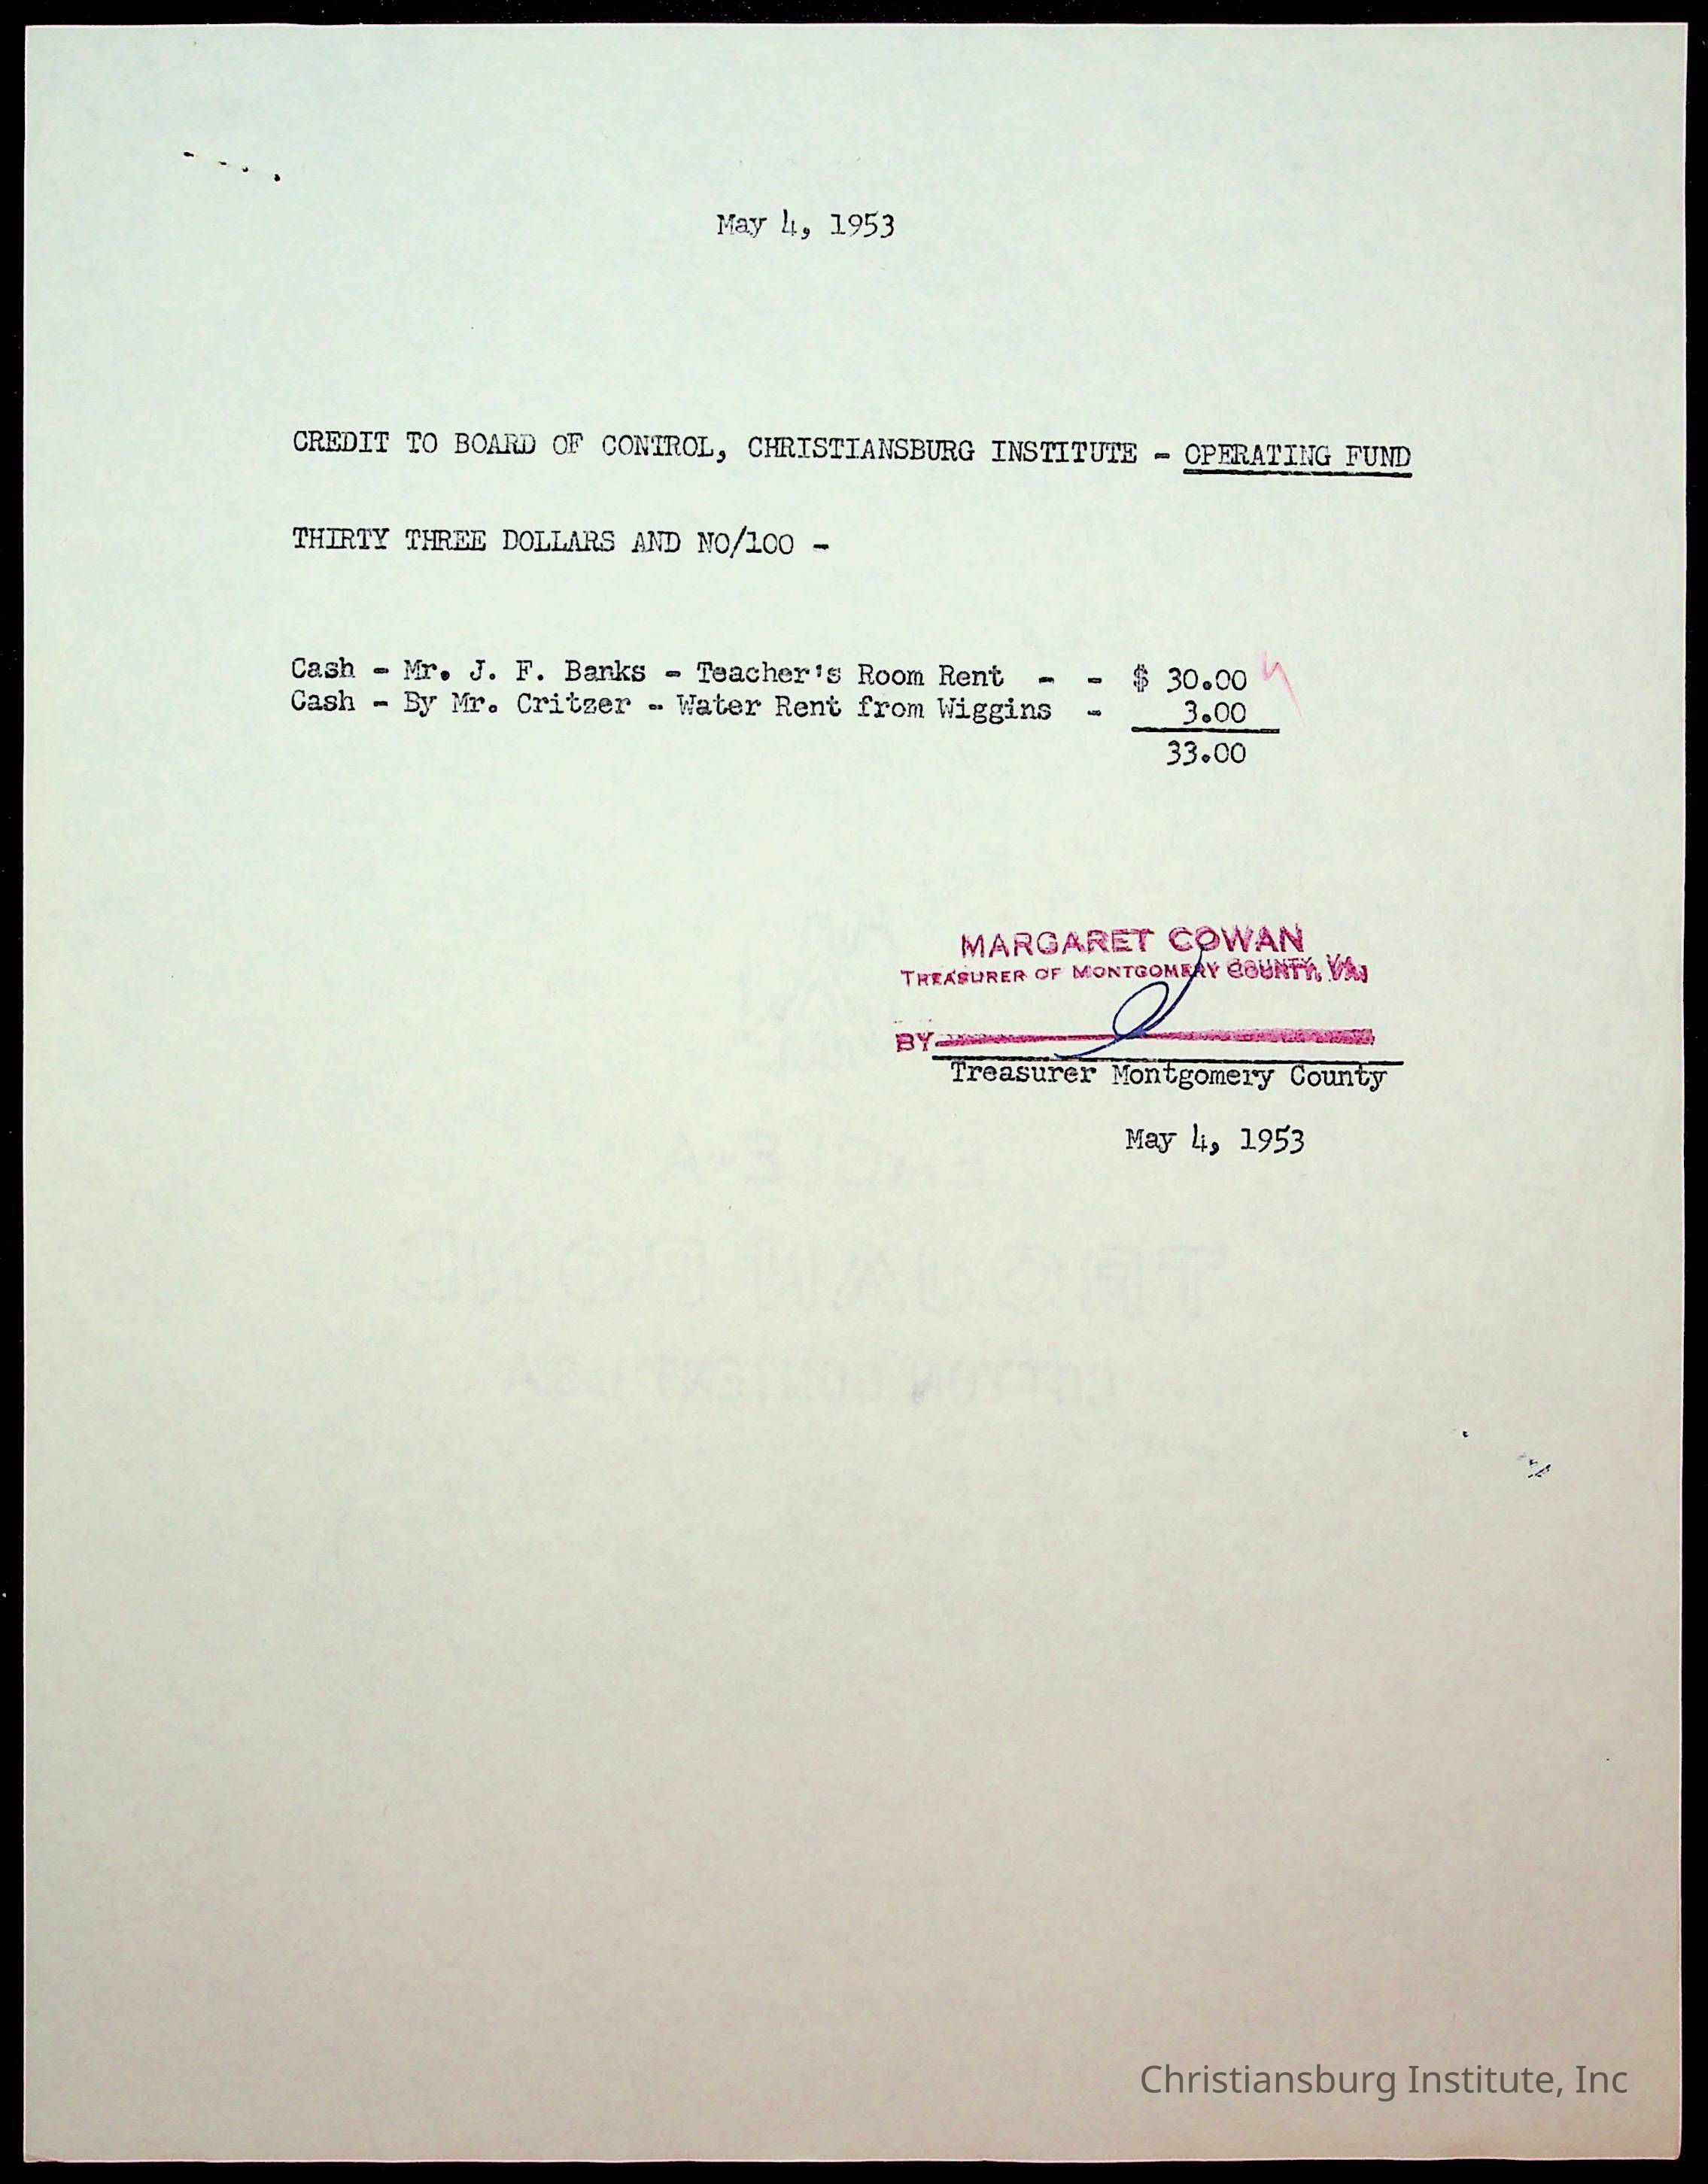 May 4, 1953
CREDIT TO BOARD OF CONTROL, CHRISTIANSBURG INSTITUTE - OPERATING FUND
THIRTY THREE DOLLARS AND NO/100 -
Cash - Mr. J. F. Banks - Teacher's Room Rent - - $ 30.00
Cash - By Mr. Critzer - Water Rent from Wiggins - 3.00
33.00
MARGARET COWAN
TREASURER OF MONTGOMERY COUNTY, VA.
BY
Treasurer Montgomery County
May 4, 1953
TROJAN BOND
Christiansburg Institute, Inc